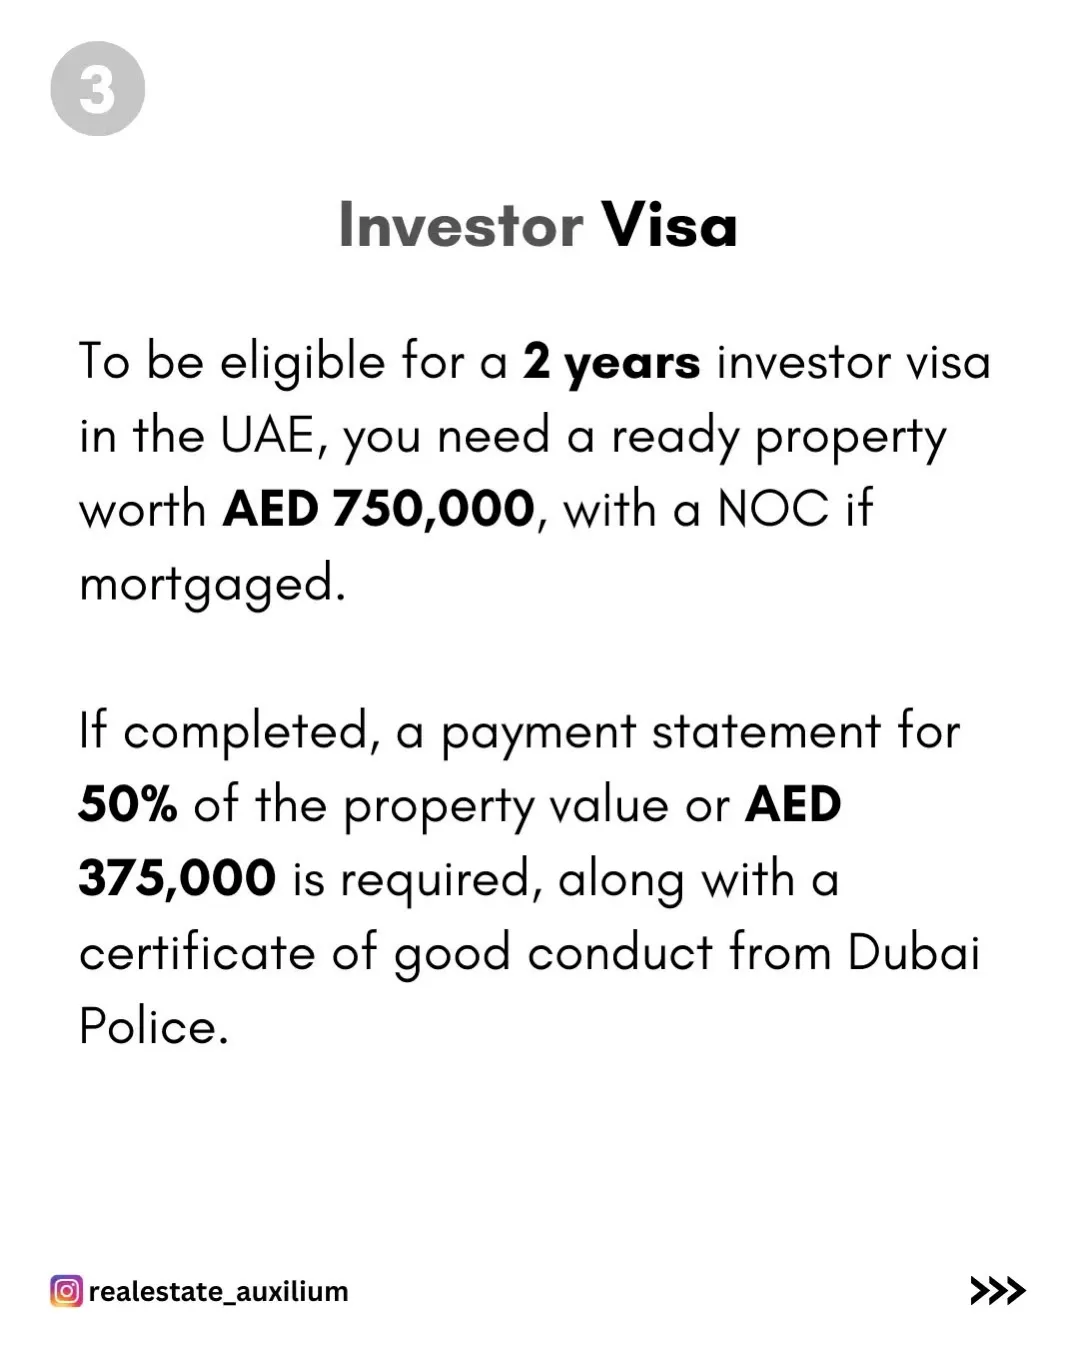 3
Investor Visa
To be eligible for a 2 years investor visa
in the UAE, you need a ready property
worth AED 750,000, with a NOC if
mortgaged.
If completed, a payment statement for
50% of the property value or AED
375,000 is required, along with a
certificate of good conduct from Dubai
Police.
realestate_auxilium